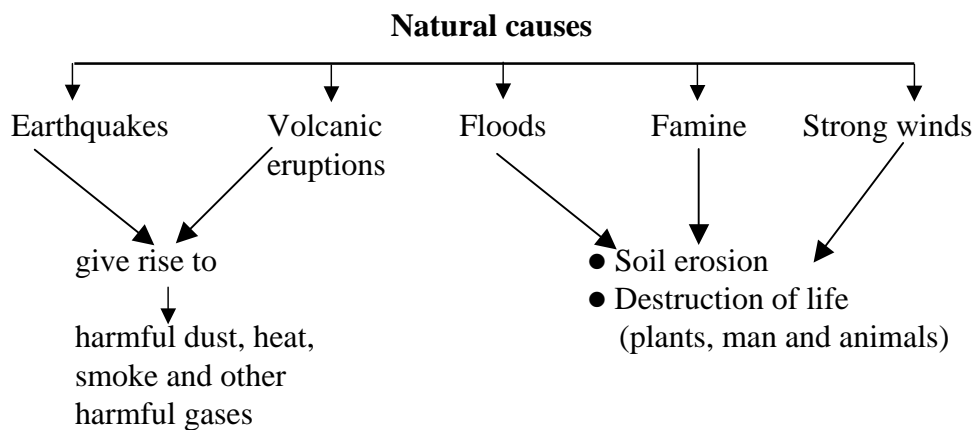 Natural causes
Earthquakes Volcanic Floods Famine Strong winds
eruptions
give rise to
harmful dust, heat,
smoke and other
harmful gases
● Soil erosion
● Destruction of life
(plants, man and animals)